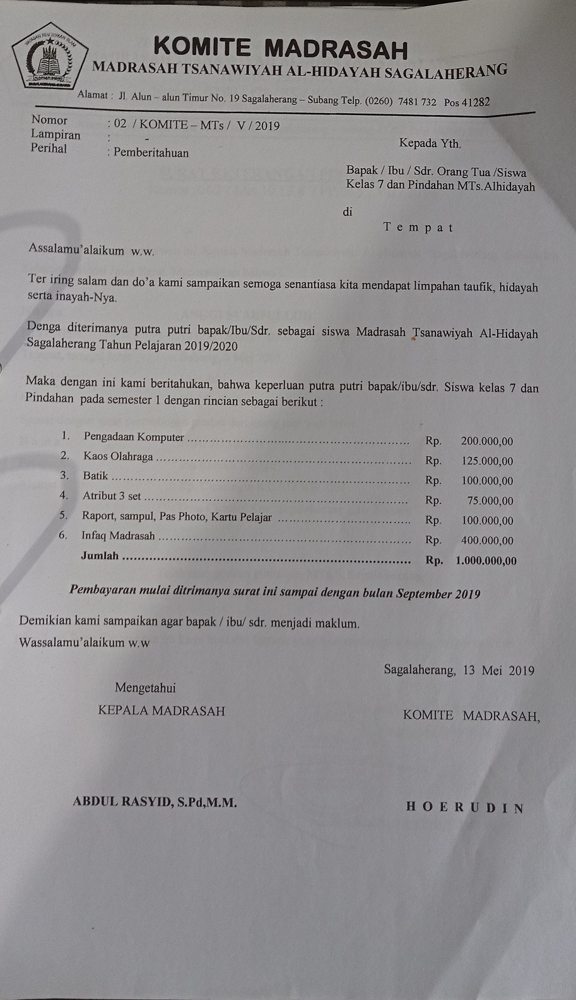 YAYASAN PENDIDIKAN ISLAM
KOMITE MADRASAH
MADRASAH TSANAWIYAH AL-HIDAYAH SAGALAHERANG
Alamat : Jl. Alun – alun Timur No. 19 Sagalaherang – Subang Telp. (0260) 7481 732 Pos 41282
Nomor : 02 / KOMITE – MTs / V / 2019
Lampiran : -
Perihal : Pemberitahuan
Kepada Yth.
Bapak / Ibu / Sdr. Orang Tua /Siswa
Kelas 7 dan Pindahan MTs.Alhidayah
di
T e m p a t
Assalamu’alaikum w.w.
Ter iring salam dan do’a kami sampaikan semoga senantiasa kita mendapat limpahan taufik, hidayah
serta inayah-Nya.
Denga diterimanya putra putri bapak/Ibu/Sdr. sebagai siswa Madrasah Tsanawiyah Al-Hidayah
Sagalaherang Tahun Pelajaran 2019/2020
Maka dengan ini kami beritahukan, bahwa keperluan putra putri bapak/ibu/sdr. Siswa kelas 7 dan
Pindahan pada semester 1 dengan rincian sebagai berikut :
1. Pengadaan Komputer ........................................ Rp. 200.000,00
2. Kaos Olahraga ........................................ Rp. 125.000,00
3. Batik ........................................ Rp. 100.000,00
4. Atribut 3 set ........................................ Rp. 75.000,00
5. Raport, sampul, Pas Photo, Kartu Pelajar ........................................ Rp. 100.000,00
6. Infaq Madrasah ........................................ Rp. 400.000,00
Jumlah ........................................ Rp. 1.000.000,00
Pembayaran mulai ditrimanya surat ini sampai dengan bulan September 2019
Demikian kami sampaikan agar bapak / ibu/ sdr. menjadi maklum.
Wassalamu’alaikum w.w
Sagalaherang, 13 Mei 2019
Mengetahui
KEPALA MADRASAH
KOMITE MADRASAH,
ABDUL RASYID, S.Pd,M.M.
H O E R U D I N